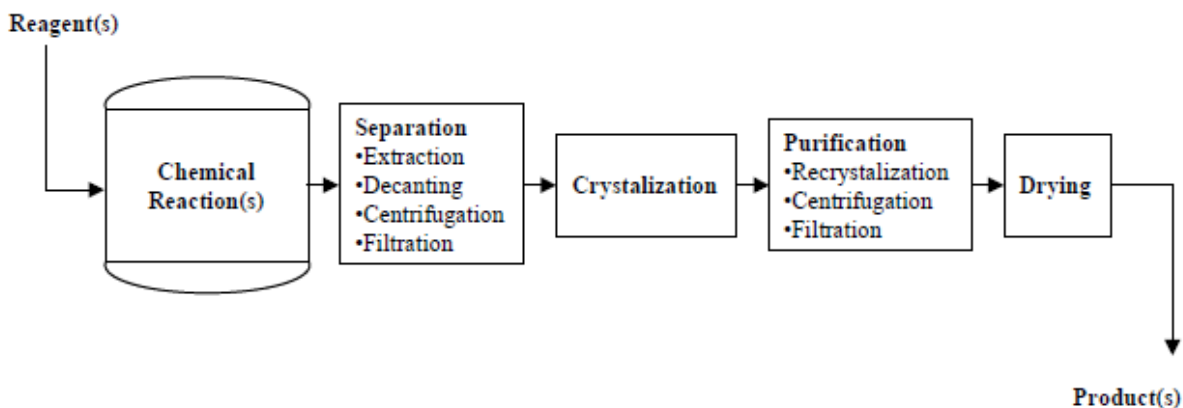 Reagent(s)
Chemical
Reaction(s)
Separation
•Extraction
•Decanting
•Centrifugation
•Filtration
Crystalization
Purification
•Recrystalization
•Centrifugation
•Filtration
Drying
Product(s)